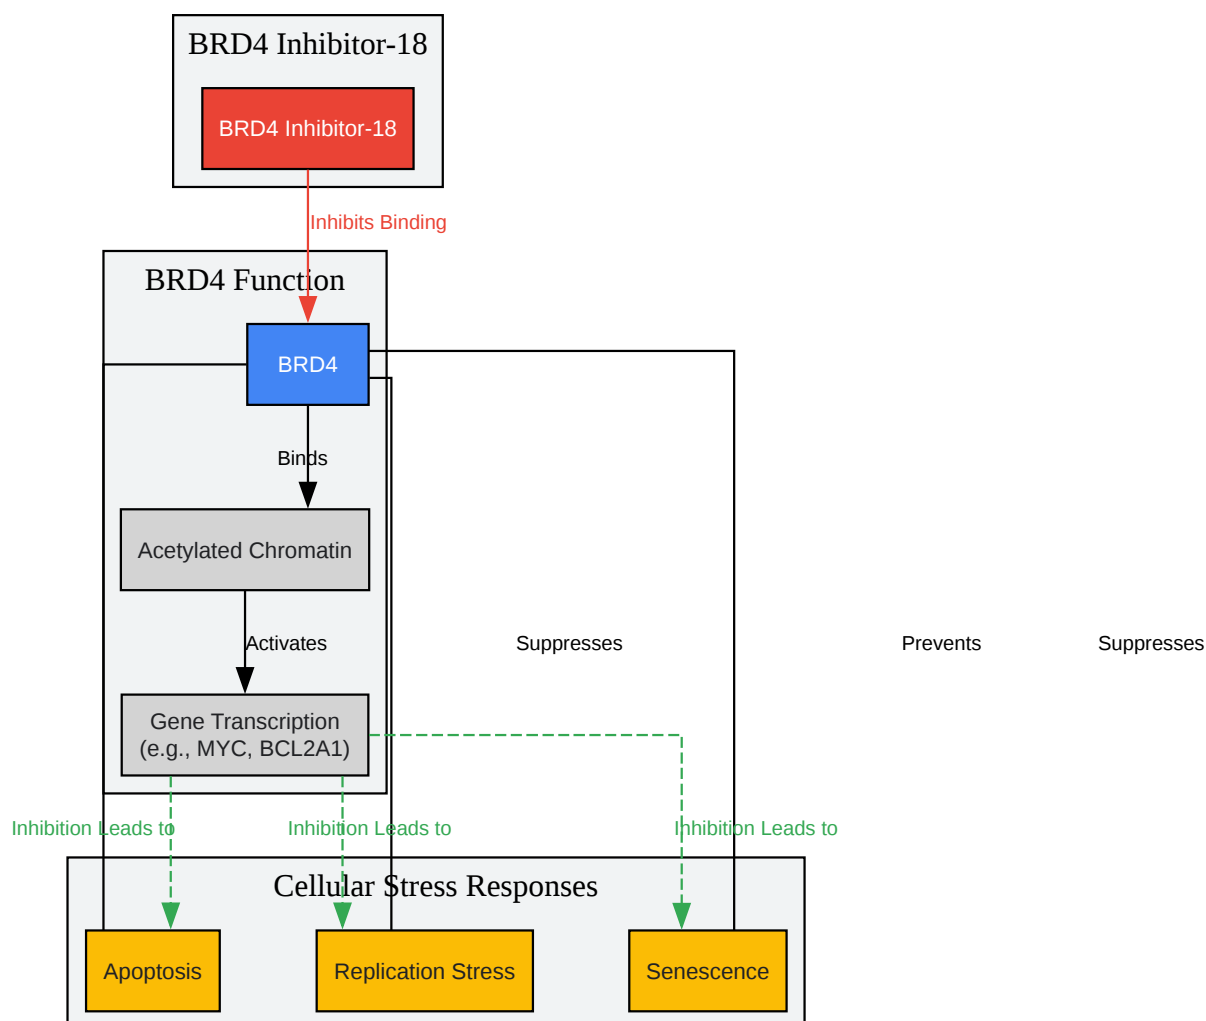 BRD4 Inhibitor-18
BRD4 Inhibitor-18
Inhibits Binding
BRD4 Function
BRD4
Binds
Acetylated Chromatin
Activates
Suppresses
Prevents
Suppresses
Gene Transcription
(e.g., MYC, BCL2A1)
Inhibition Leads to
Inhibition Leads to
Inhibition Leads to
Cellular Stress Responses
Apoptosis
Replication Stress
Senescence